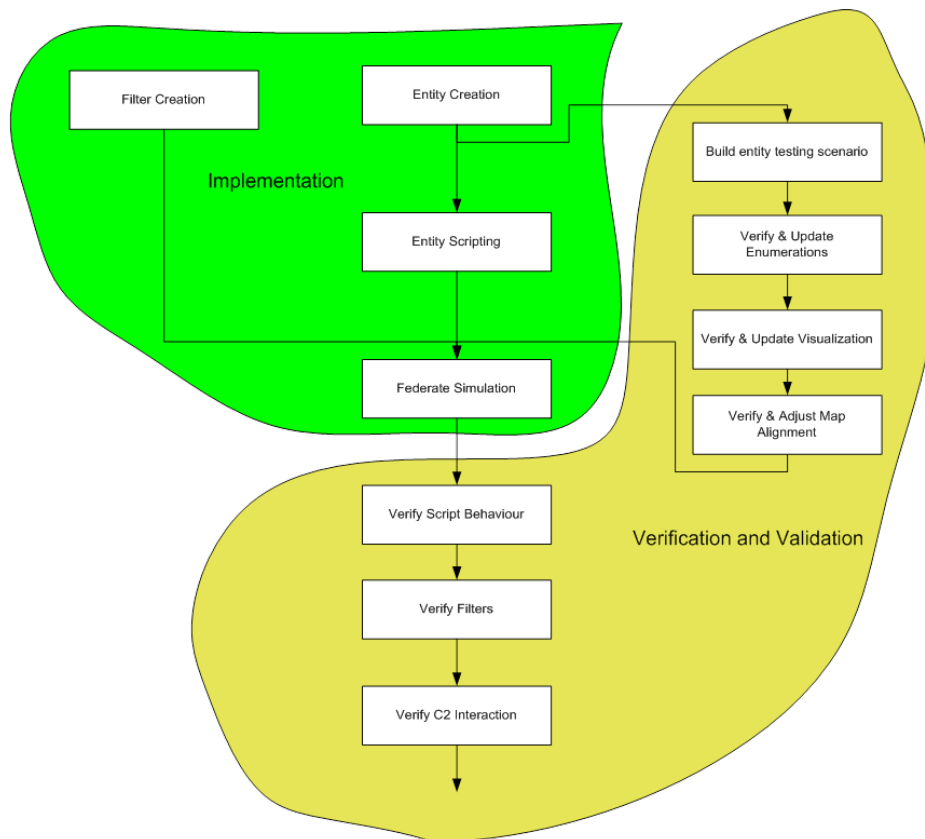 Filter Creation
Entity Creation
Implementation
Build entity testing scenario
Entity Scripting
Verify & Update
Enumerations
Verify & Update Visualization
Federate Simulation
Verify & Adjust Map
Alignment
Verify Script Behaviour
Verification and Validation
Verify Filters
Verify C2 Interaction